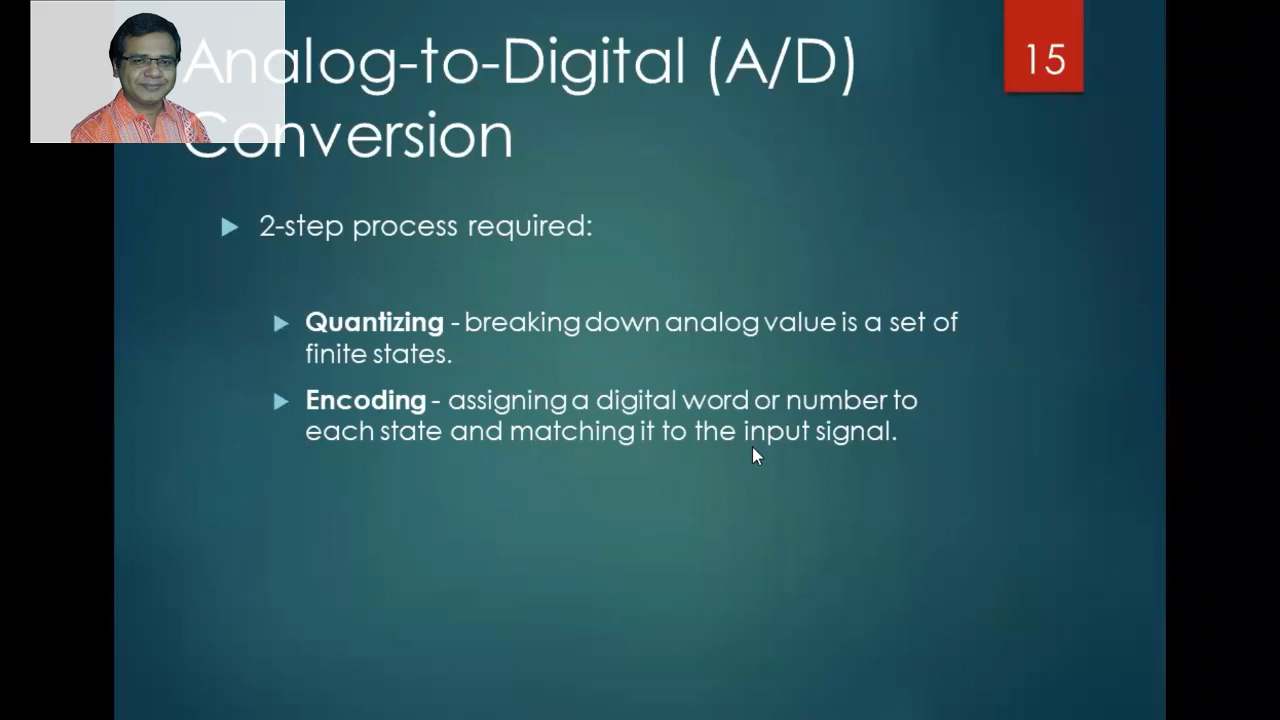 Analog-to-Digital (A/D)
Conversion
15
2-step process required:
Quantizing - breaking down analog value is a set of
finite states.
Encoding - assigning a digital word or number to
each state and matching it to the input signal.